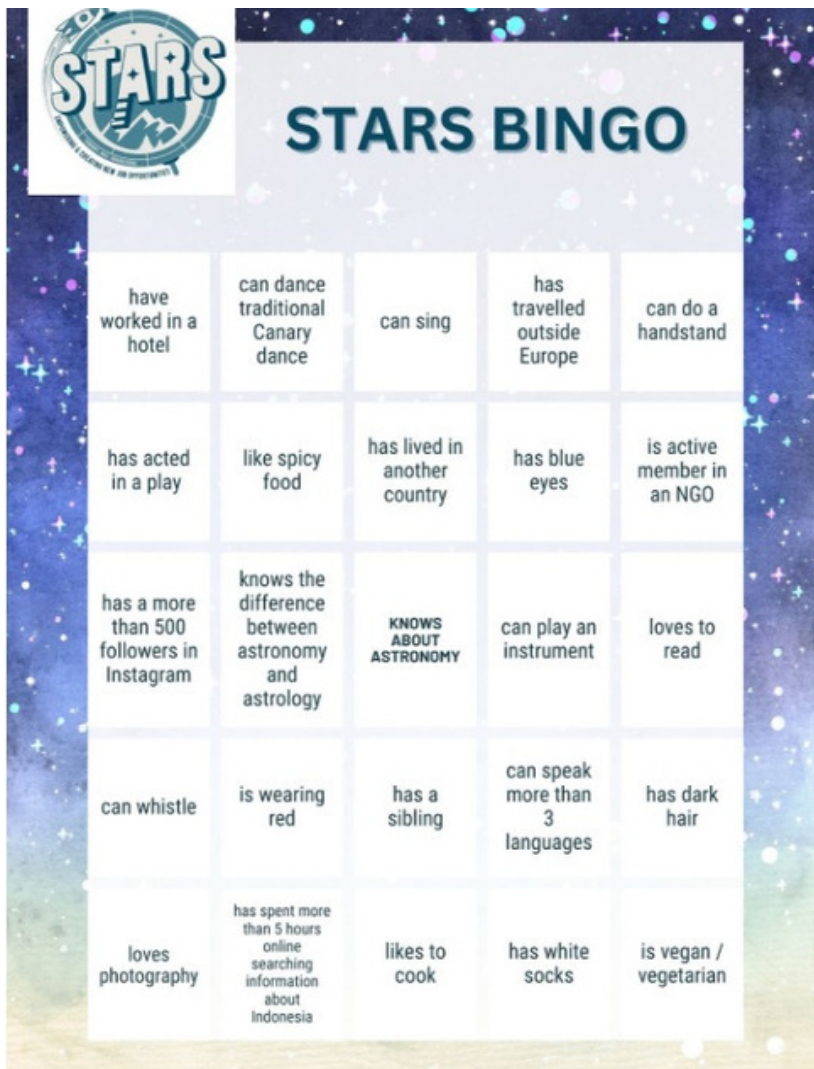 STARS
EMPOWERING & CREATING NEW JOB OPPORTUNITIES
STARS BINGO
have
worked in a
hotel
can dance
traditional
Canary
dance
can sing
has
travelled
outside
Europe
can do a
handstand
has acted
in a play
like spicy
food
has lived in
another
country
has blue
eyes
is active
member in
an NGO
has a more
than 500
followers in
Instagram
knows the
difference
between
astronomy
and
astrology
KNOWS
ABOUT
ASTRONOMY
can play an
instrument
loves to
read
can whistle
is wearing
red
has a
sibling
can speak
more than
3
languages
has dark
hair
loves
photography
has spent more
than 5 hours
online
searching
information
about
Indonesia
likes to
cook
has white
socks
is vegan /
vegetarian